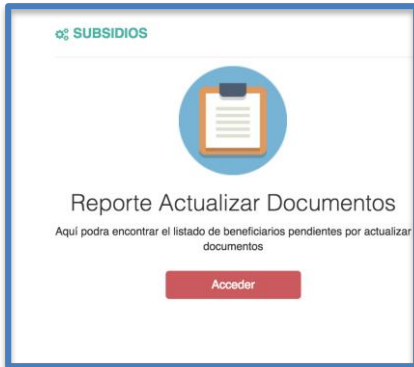 SUBSIDIOS
Reporte Actualizar Documentos
Aquí podra encontrar el listado de beneficiarios pendientes por actualizar
documentos
Acceder